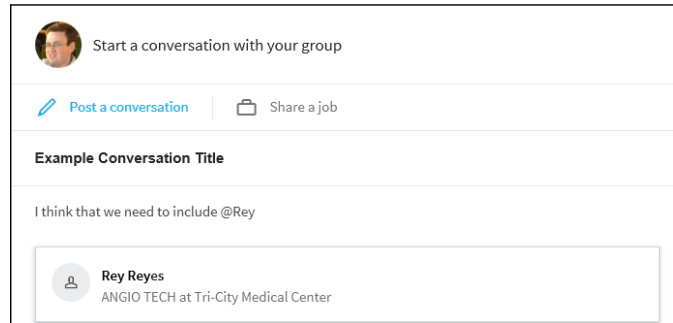 Start a conversation with your group
Post a conversation
Share a job
Example Conversation Title
I think that we need to include @Rey
Rey Reyes
ANGIO TECH at Tri-City Medical Center